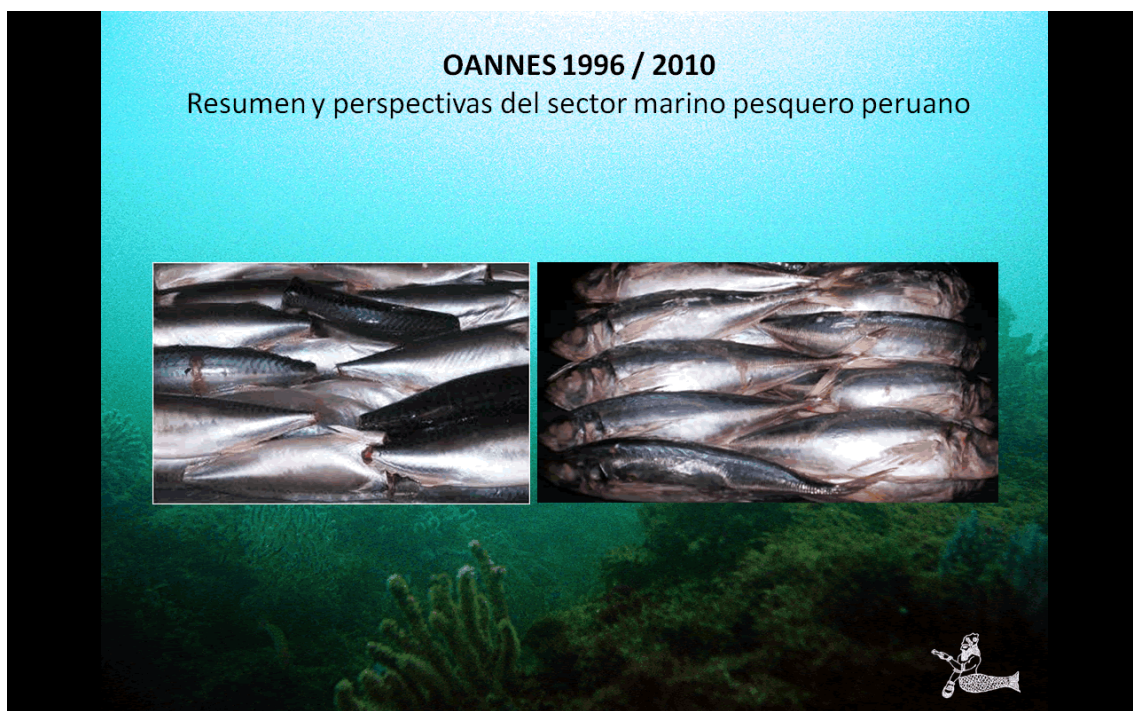 OANNES 1996 / 2010
Resumen y perspectivas del sector marino pesquero peruano